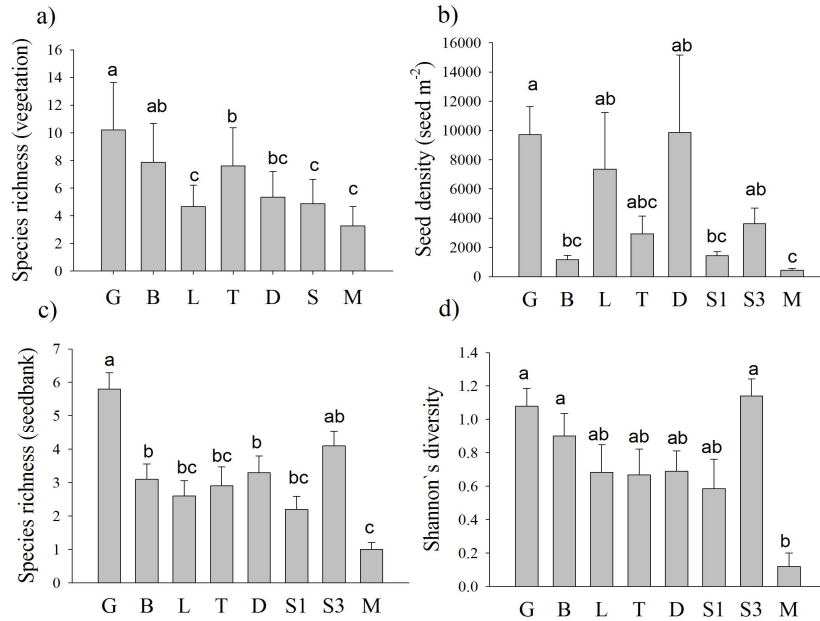 a)
Species richness (vegetation)
16
14
12
10
8
6
4
2
0
a
ab
c
b
bc
c
c
G B L T D S M
b)
Seed density (seed m-2)
16000
14000
12000
10000
8000
6000
4000
2000
0
a
bc
ab
abc
ab
bc
ab
c
G B L T D S1 S3 M
c)
Species richness (seedbank)
7
6
5
4
3
2
1
0
a
b
bc
bc
b
bc
ab
c
G B L T D S1 S3 M
d)
Shannon`s diversity
1.4
1.2
1.0
0.8
0.6
0.4
0.2
0.0
a
a
ab
ab
ab
ab
a
b
G B L T D S1 S3 M